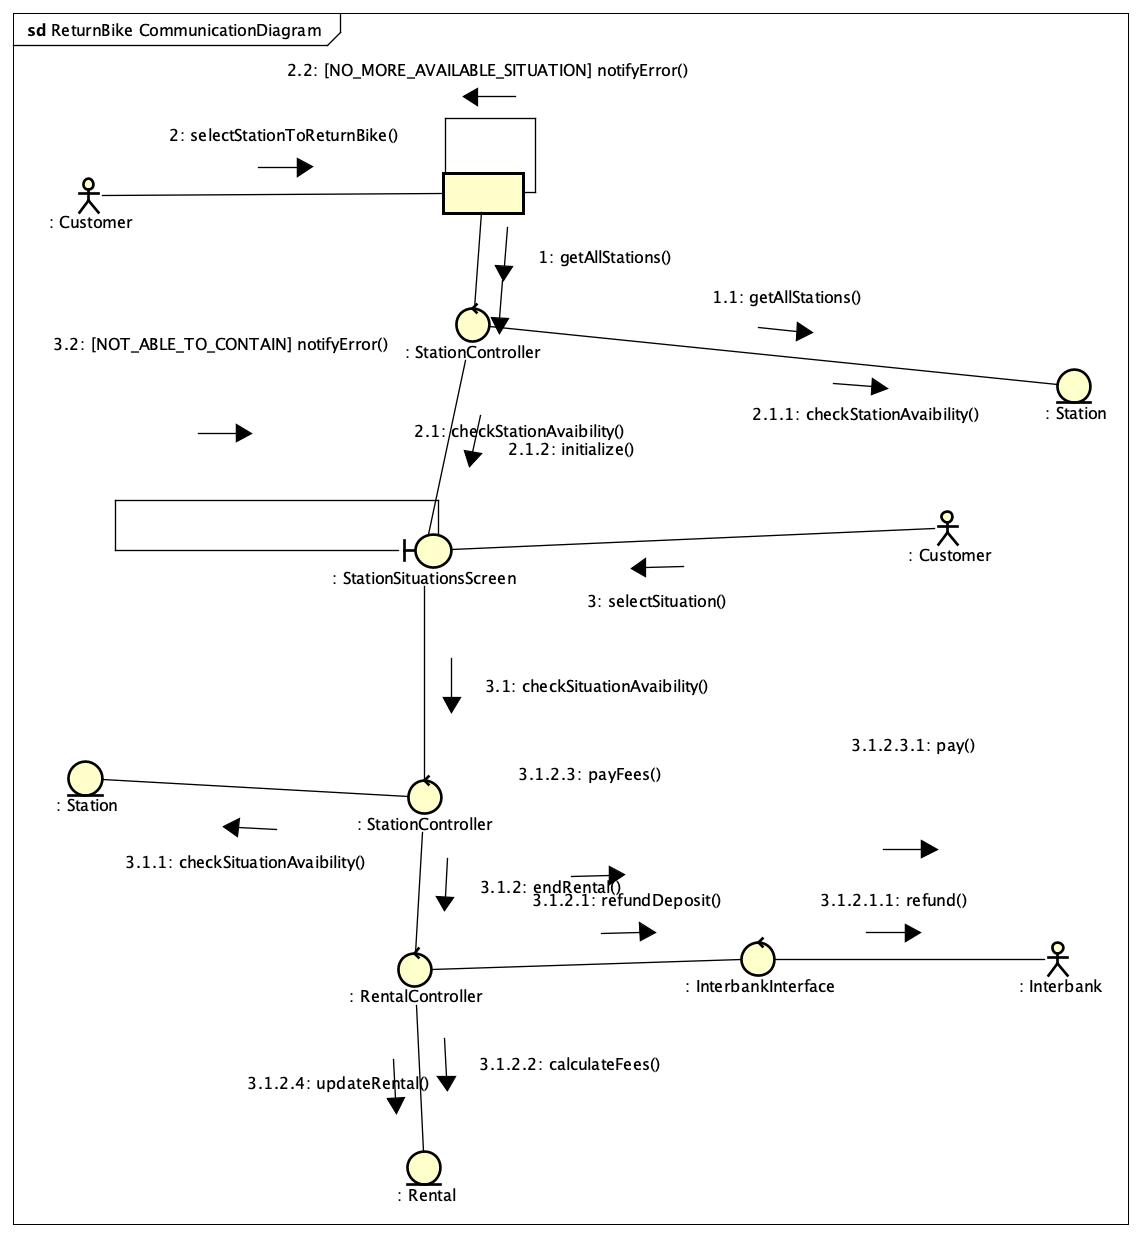 sd ReturnBike CommunicationDiagram
2.2: [NO_MORE_AVAILABLE_SITUATION] notifyError()
2: selectStationToReturnBike()
: Customer
1: getAllStations()
1.1: getAllStations()
3.2: [NOT_ABLE_TO_CONTAIN] notifyError()
: StationController
: Station
2.1.1: checkStationAvaibility()
2.1: checkStationAvaibility()
2.1.2: initialize()
: Customer
: StationSituationsScreen
3: selectSituation()
3.1: checkSituationAvaibility()
3.1.2.3.1: pay()
3.1.2.3: payFees()
: Station
: StationController
3.1.1: checkSituationAvaibility()
3.1.2: endRental()
3.1.2.1: refundDeposit()
3.1.2.1.1: refund()
: RentalController
: InterbankInterface
: Interbank
3.1.2.2: calculateFees()
3.1.2.4: updateRental()
: Rental